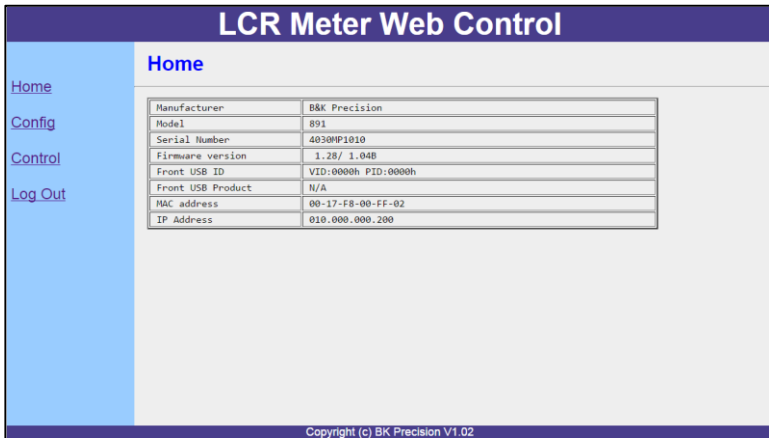 LCR Meter Web Control
Home
Config
Control
Log Out
Home
Manufacturer B&K Precision
Model 891
Serial Number 4030MP1010
Firmware version 1.28/ 1.04B
Front USB ID VID:0000h PID:0000h
Front USB Product N/A
MAC address 00-17-F8-00-FF-02
IP Address 010.000.000.200
Copyright (c) BK Precision V1.02